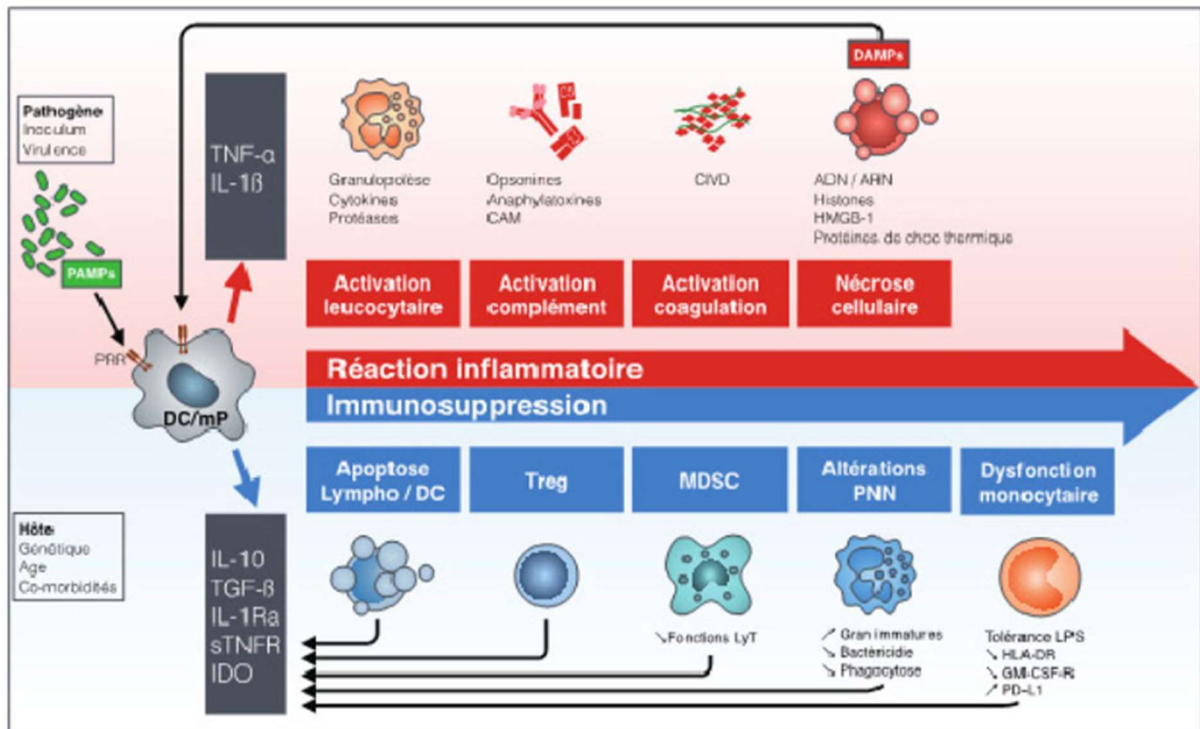 DAMPs
Pathogène
Inoculum
Virulence
PAMPs
PRR
DC/mP
TNF-α
IL-1ß
Granulopoïèse
Cytokines
Protéases
Opsonines
Anaphylatoxines
CAM
CIVD
ADN / ARN
Histones
HMGB-1
Protéines de choc thermique
Activation
leucocytaire
Activation
complément
Activation
coagulation
Nécrose
cellulaire
Réaction inflammatoire
Immunosuppression
Apoptose
Lympho / DC
Treg
MDSC
Altérations
PNN
Dysfonction
monocytaire
Hôte
Génétique
Age
Co-morbidités
IL-10
TGF-ß
IL-1Ra
sTNFR
IDO
↘Fonctions LyT
↗ Gran immatures
↘ Bactéricidie
↘ Phagocytose
Tolérance LPS
↘ HLA-DR
↘ GM-CSF-R
↗ PD-L1